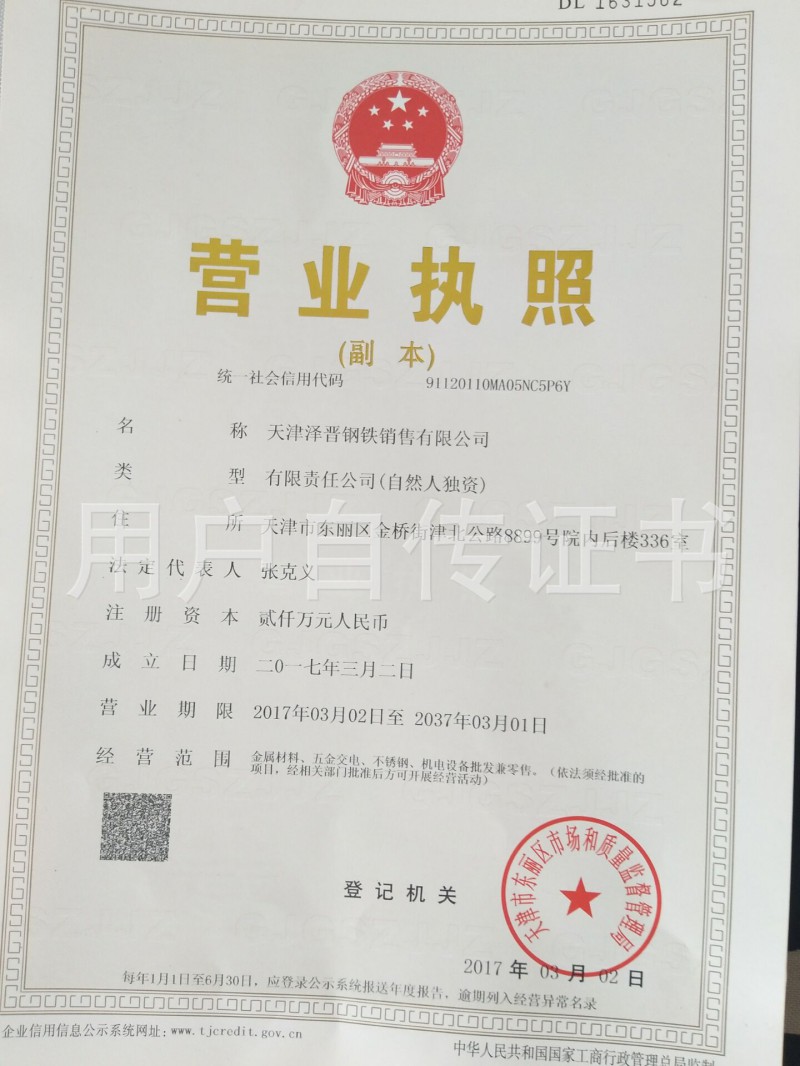 营业执照
(副本)
统一社会信用代码 91120110MA05NC5P6Y
名称 天津泽晋钢铁销售有限公司
类型 有限责任公司(自然人独资)
住所 天津市东丽区金桥街津北公路8899号院内后楼336室
用户自传证书
法定代表人 张克义
注册资本 贰仟万元人民币
成立日期 二〇一七年三月二日
营业期限 2017年03月02日至 2037年03月01日
经营范围 金属材料、五金交电、不锈钢、机电设备批发兼零售。(依法须经批准的
项目,经相关部门批准后方可开展经营活动)
登记机关
天津市东丽区市场和质量监督管理局
2017 年 03 月 02 日
每年1月1日至6月30日,应登录公示系统报送年度报告,逾期列入经营异常名录
企业信用信息公示系统网址:www.tjcredit.gov.cn
中华人民共和国国家工商行政管理总局监制